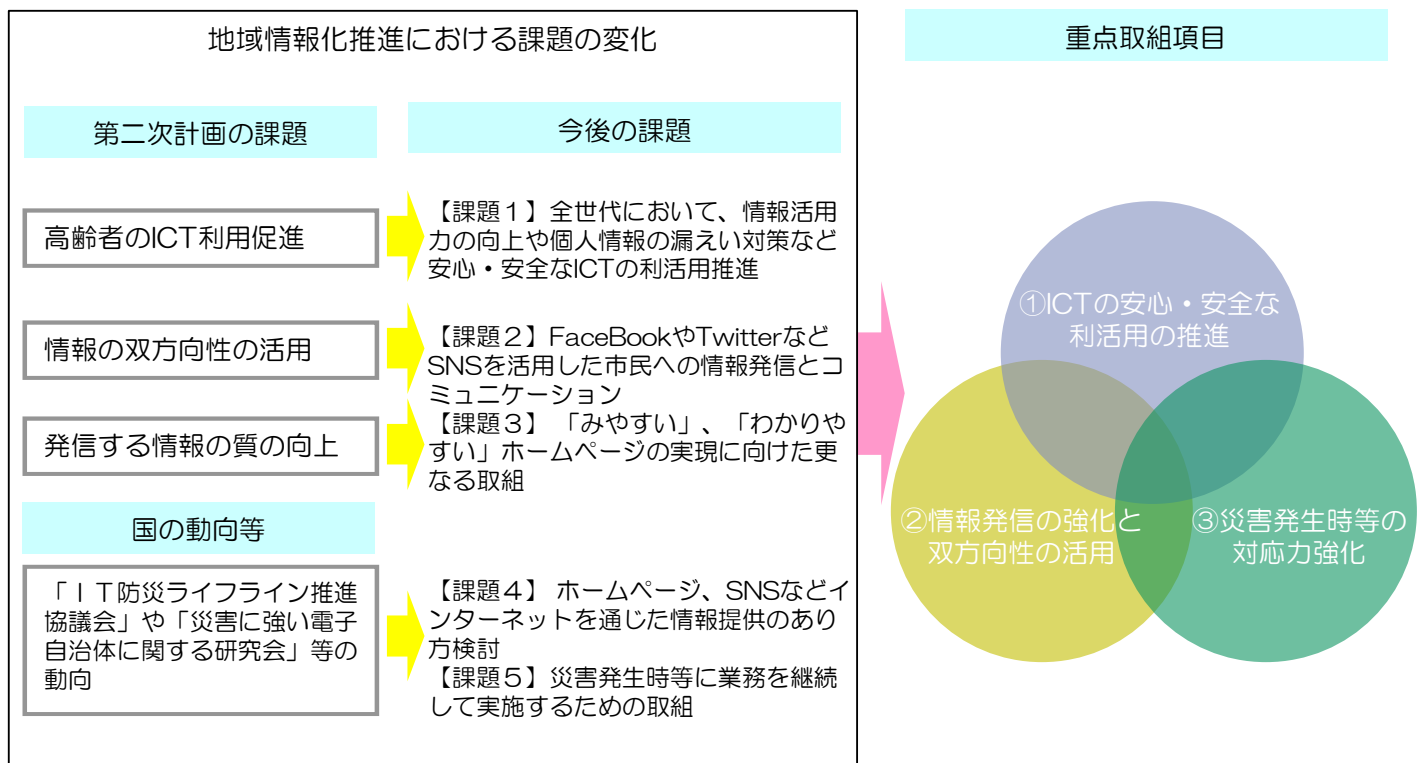 地域情報化推進における課題の変化
第二次計画の課題
今後の課題
高齢者のICT利用促進
【課題１】全世代において、情報活用
力の向上や個人情報の漏えい対策など
安心・安全なICTの利活用推進
情報の双方向性の活用
【課題２】FaceBookやTwitterなど
SNSを活用した市民への情報発信とコ
ミュニケーション
発信する情報の質の向上
【課題３】 「みやすい」、「わかりや
すい」ホームページの実現に向けた更
なる取組
国の動向等
「ＩＴ防災ライフライン推進
協議会」や「災害に強い電子
自治体に関する研究会」等の
動向
【課題４】 ホームページ、SNSなどイ
ンターネットを通じた情報提供のあり
方検討
【課題５】災害発生時等に業務を継続
して実施するための取組
重点取組項目
①ICTの安心・安全な
利活用の推進
②情報発信の強化と
双方向性の活用
③災害発生時等の
対応力強化